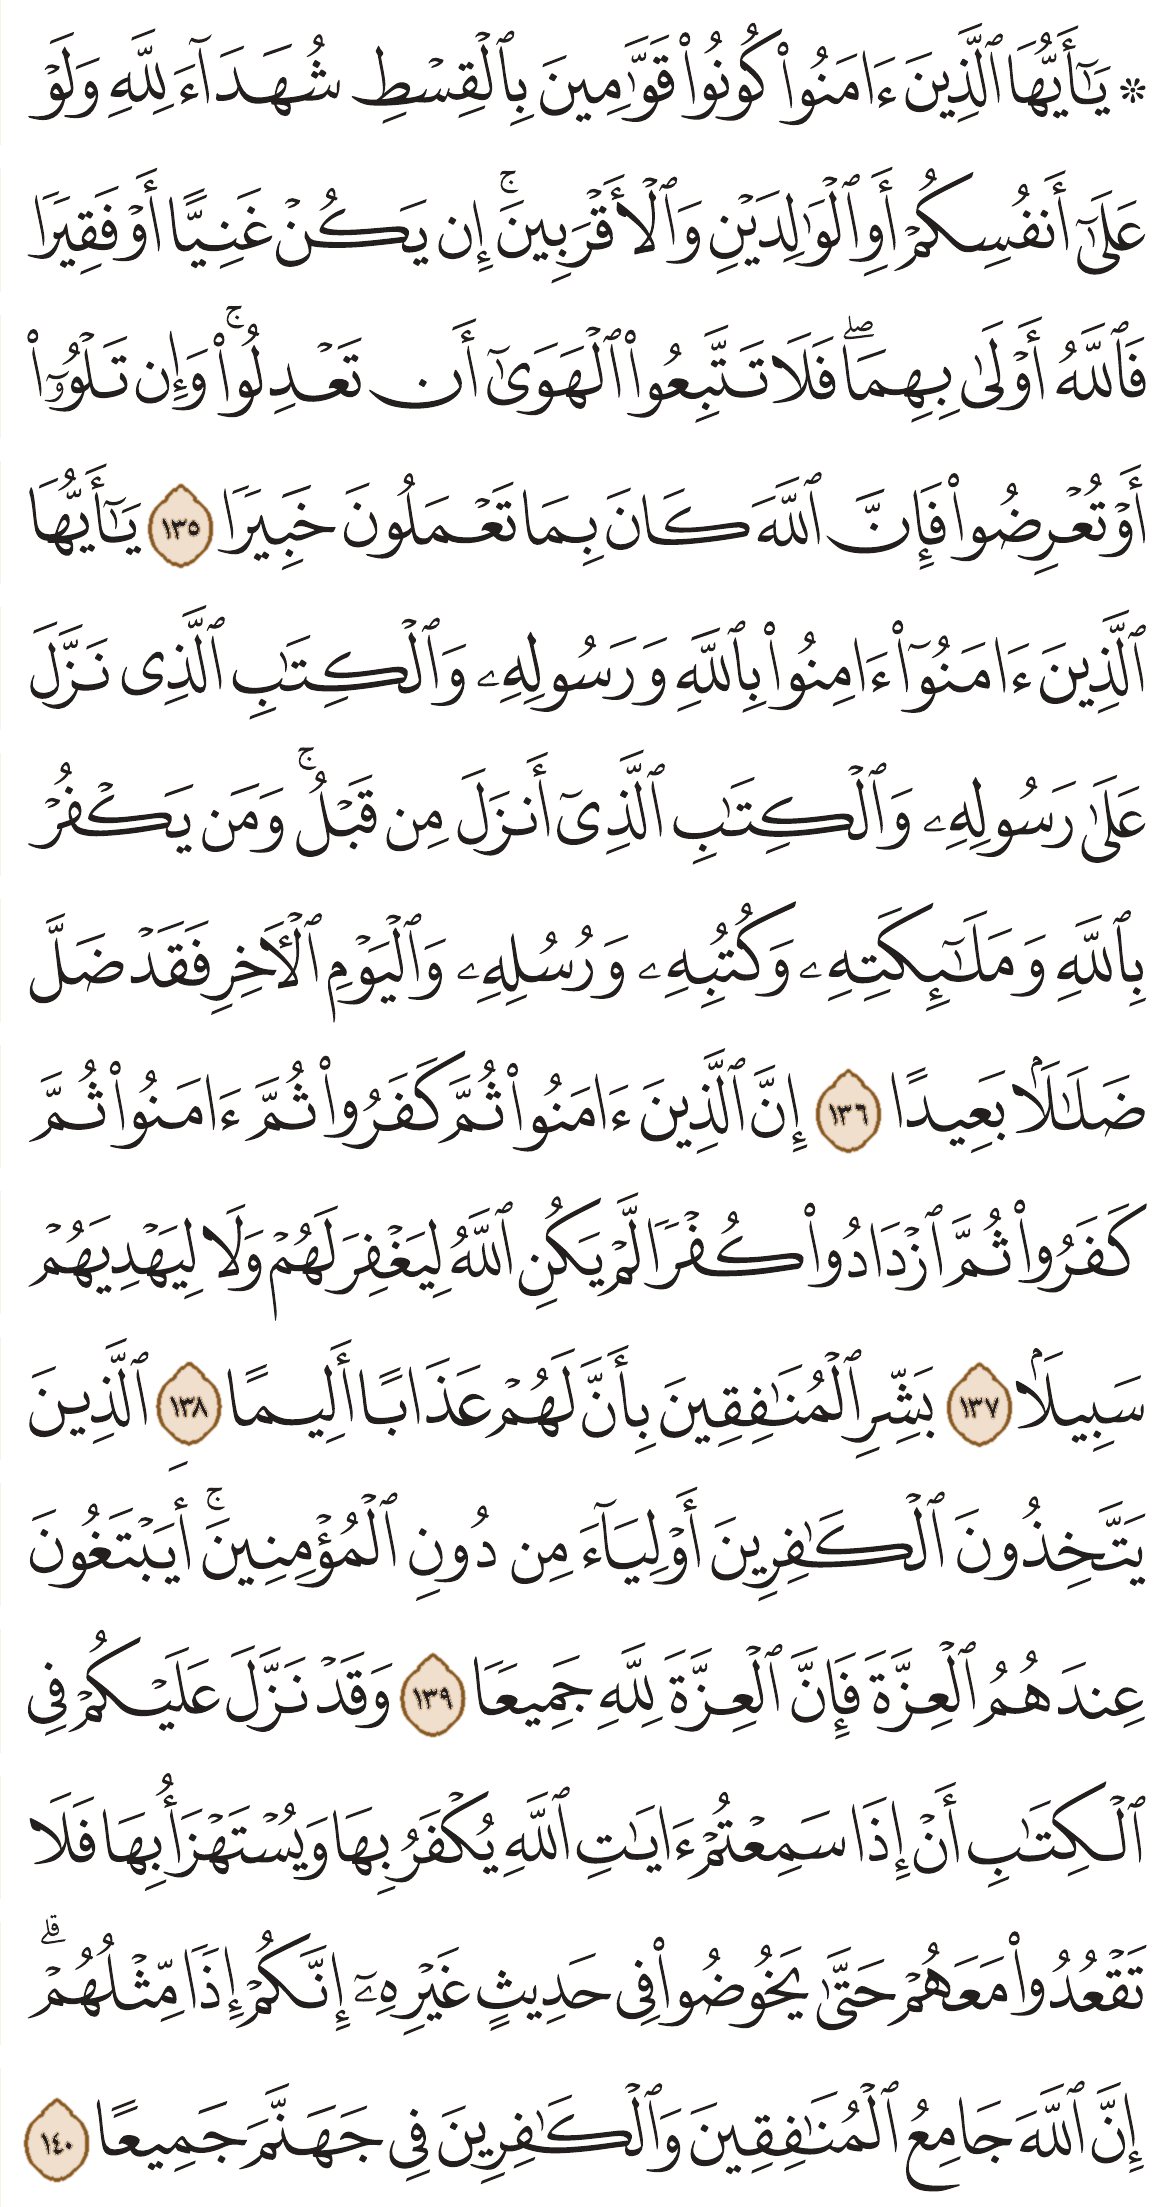 ۞ يَٰٓأَيُّهَا ٱلَّذِينَ ءَامَنُوا۟ كُونُوا۟ قَوَّٰمِينَ بِٱلْقِسْطِ شُهَدَآءَ لِلَّهِ وَلَوْ
عَلَىٰٓ أَنفُسِكُمْ أَوِ ٱلْوَٰلِدَيْنِ وَٱلْأَقْرَبِينَ ۚ إِن يَكُنْ غَنِيًّا أَوْ فَقِيرًا
فَٱللَّهُ أَوْلَىٰ بِهِمَا ۖ فَلَا تَتَّبِعُوا۟ ٱلْهَوَىٰٓ أَن تَعْدِلُوا۟ ۚ وَإِن تَلْوُۥٓا۟
أَوْ تُعْرِضُوا۟ فَإِنَّ ٱللَّهَ كَانَ بِمَا تَعْمَلُونَ خَبِيرًا ١٣٥ يَٰٓأَيُّهَا
ٱلَّذِينَ ءَامَنُوٓا۟ ءَامِنُوا۟ بِٱللَّهِ وَرَسُولِهِۦ وَٱلْكِتَٰبِ ٱلَّذِى نَزَّلَ
عَلَىٰ رَسُولِهِۦ وَٱلْكِتَٰبِ ٱلَّذِىٓ أَنزَلَ مِن قَبْلُ ۚ وَمَن يَكْفُرْ
بِٱللَّهِ وَمَلَٰٓئِكَتِهِۦ وَكُتُبِهِۦ وَرُسُلِهِۦ وَٱلْيَوْمِ ٱلْـَٔاخِرِ فَقَدْ ضَلَّ
ضَلَٰلًۢا بَعِيدًا ١٣٦ إِنَّ ٱلَّذِينَ ءَامَنُوا۟ ثُمَّ كَفَرُوا۟ ثُمَّ ءَامَنُوا۟ ثُمَّ
كَفَرُوا۟ ثُمَّ ٱزْدَادُوا۟ كُفْرًا لَّمْ يَكُنِ ٱللَّهُ لِيَغْفِرَ لَهُمْ وَلَا لِيَهْدِيَهُمْ
سَبِيلًۢا ١٣٧ بَشِّرِ ٱلْمُنَٰفِقِينَ بِأَنَّ لَهُمْ عَذَابًا أَلِيمًا ١٣٨ ٱلَّذِينَ
يَتَّخِذُونَ ٱلْكَٰفِرِينَ أَوْلِيَآءَ مِن دُونِ ٱلْمُؤْمِنِينَ ۚ أَيَبْتَغُونَ
عِندَهُمُ ٱلْعِزَّةَ فَإِنَّ ٱلْعِزَّةَ لِلَّهِ جَمِيعًا ١٣٩ وَقَدْ نَزَّلَ عَلَيْكُمْ فِى
ٱلْكِتَٰبِ أَنْ إِذَا سَمِعْتُمْ ءَايَٰتِ ٱللَّهِ يُكْفَرُ بِهَا وَيُسْتَهْزَأُ بِهَا فَلَا
تَقْعُدُوا۟ مَعَهُمْ حَتَّىٰ يَخُوضُوا۟ فِى حَدِيثٍ غَيْرِهِۦٓ ۚ إِنَّكُمْ إِذًا مِّثْلُهُمْ ۗ
إِنَّ ٱللَّهَ جَامِعُ ٱلْمُنَٰفِقِينَ وَٱلْكَٰفِرِينَ فِى جَهَنَّمَ جَمِيعًا ١٤٠